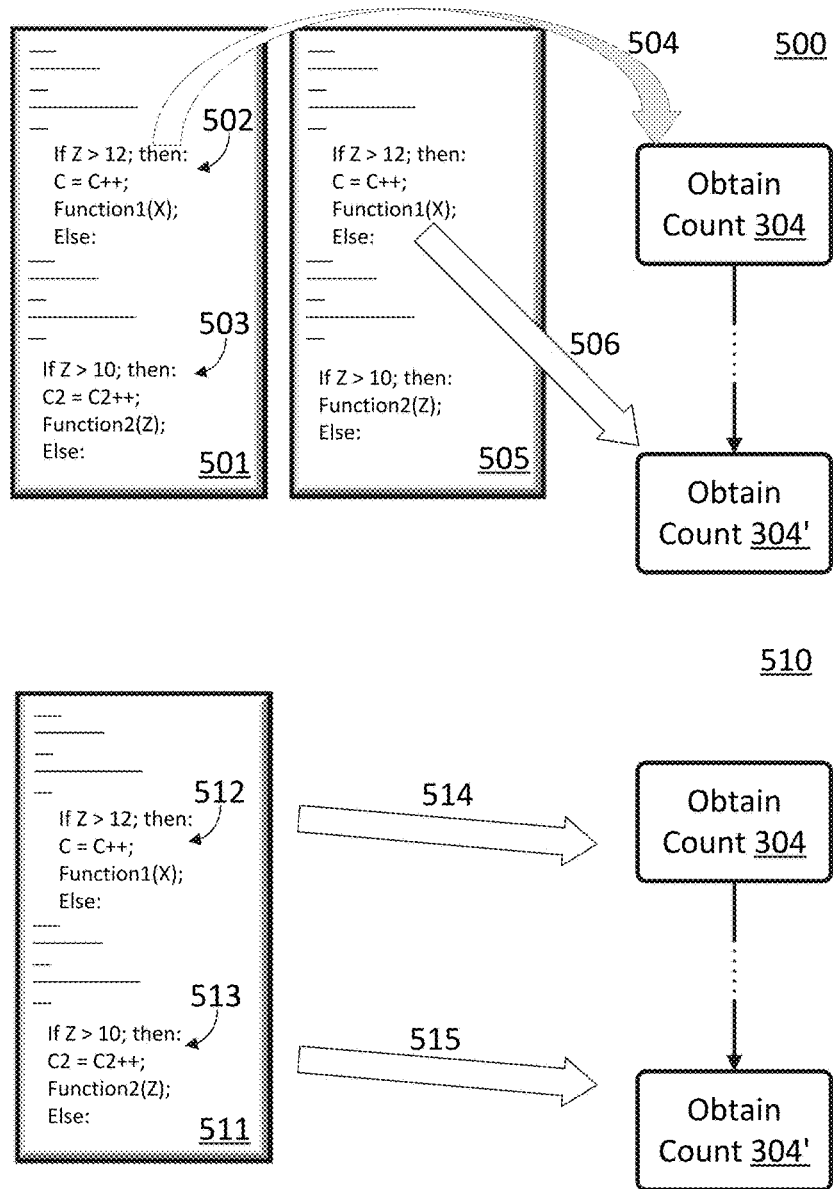 504
500
502
If Z > 12; then:
C = C++;
Function1(X);
Else:
503
If Z > 10; then:
C2 = C2++;
Function2(Z);
Else:
501
If Z > 12; then:
C = C++;
Function1(X);
Else:
506
If Z > 10; then:
Function2(Z);
Else:
505
Obtain
Count 304
Obtain
Count 304'
510
512
If Z > 12; then:
C = C++;
Function1(X);
Else:
513
If Z > 10; then:
C2 = C2++;
Function2(Z);
Else:
511
514
515
Obtain
Count 304
Obtain
Count 304'